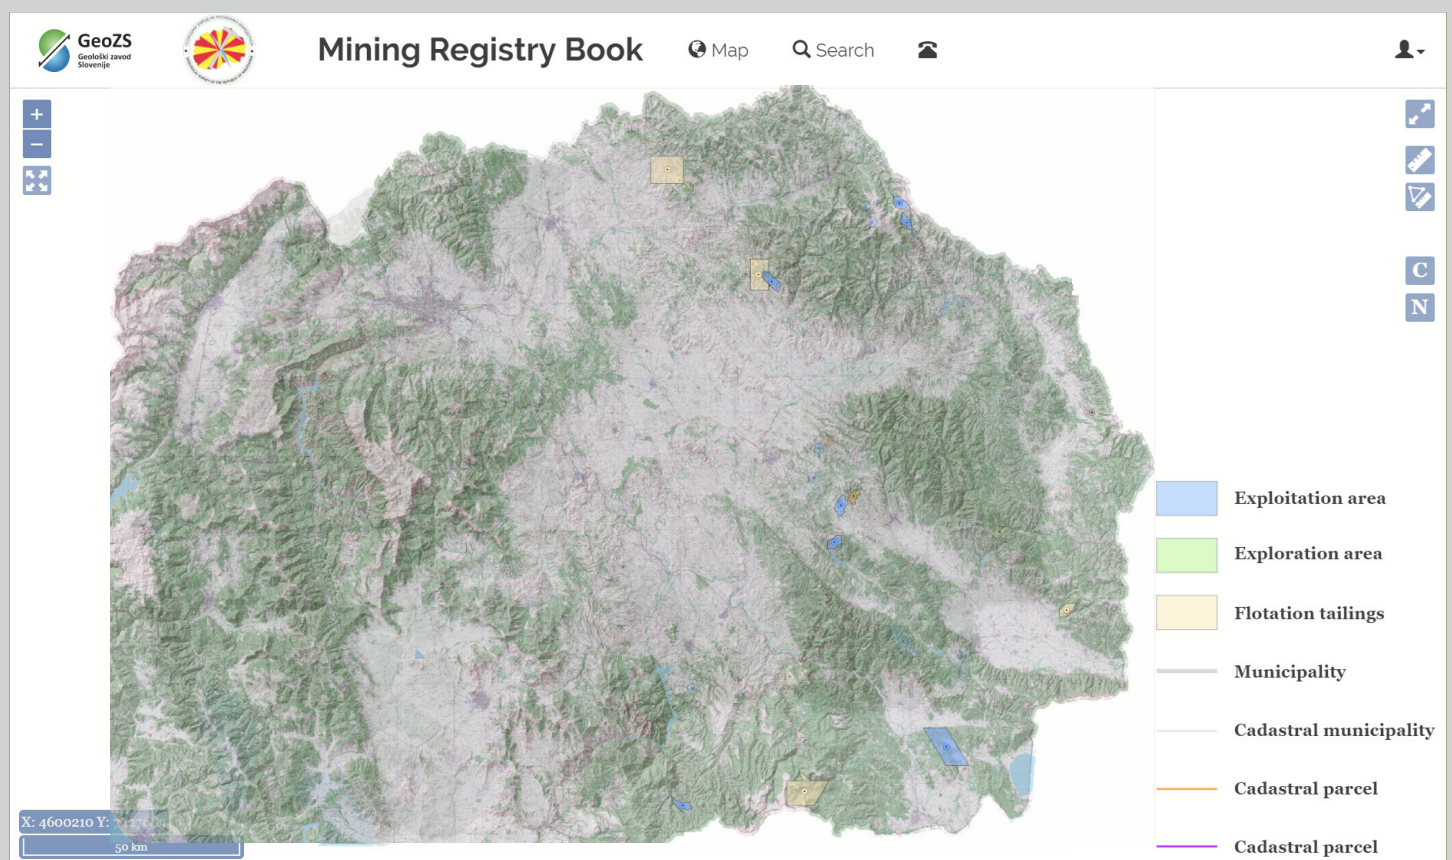 GeoZS
Geološki zavod
Slovenije
Mining Registry Book
Map
Search
+
−
C
N
Exploitation area
Exploration area
Flotation tailings
Municipality
Cadastral municipality
Cadastral parcel
Cadastral parcel
X: 4600210 Y:
50 km